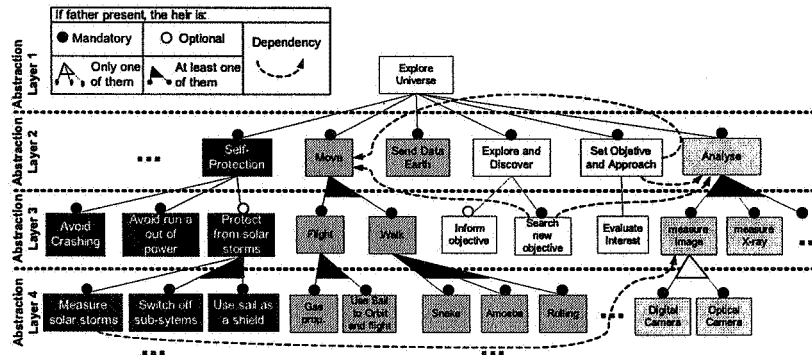 If father present, the heir is:
Mandatory
Optional
Dependency
Only one
of them
At least one
of them
Abstraction
Layer 1
Explore
Universe
Abstraction
Layer 2
...
Self-
Protection
Move
Send Data
Earth
Explore and
Discover
Set Objetive
and Approach
Analyse
Abstraction
Layer 3
Avoid
Crashing
Avoid run a
out of
power
Protect
from solar
storms
Flight
Walk
Inform
objective
Search new
objective
Evaluate
Interest
measure
Image
measure
X-ray
...
Abstraction
Layer 4
Measure
solar storms
Switch off
sub-sytems
Use sail as
a shield
Gas
prop.
Use Sail
to Orbit
and flight
Snake
Amoeba
Rolling
...
Digital
Camera
Optical
Camera
...
...
...